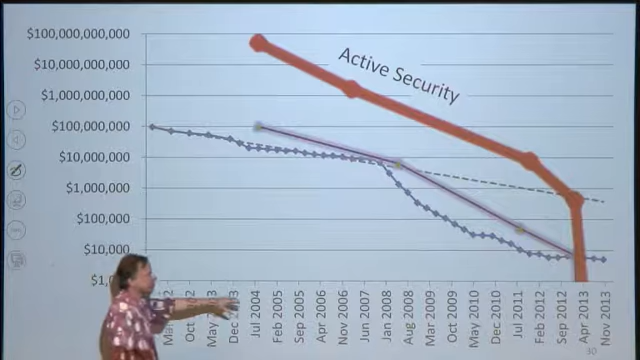 $100,000,000,000
$10,000,000,000
$1,000,000,000
$100,000,000
$10,000,000
$1,000,000
$100,000
$10,000
Active Security
Oct 2002
Dec 2003
Jul 2004
Feb 2005
Sep 2005
Apr 2006
Nov 2006
Jun 2007
Jan 2008
Aug 2008
Mar 2009
Oct 2009
May 2010
Dec 2010
Jul 2011
Feb 2012
Sep 2012
Apr 2013
Nov 2013
30